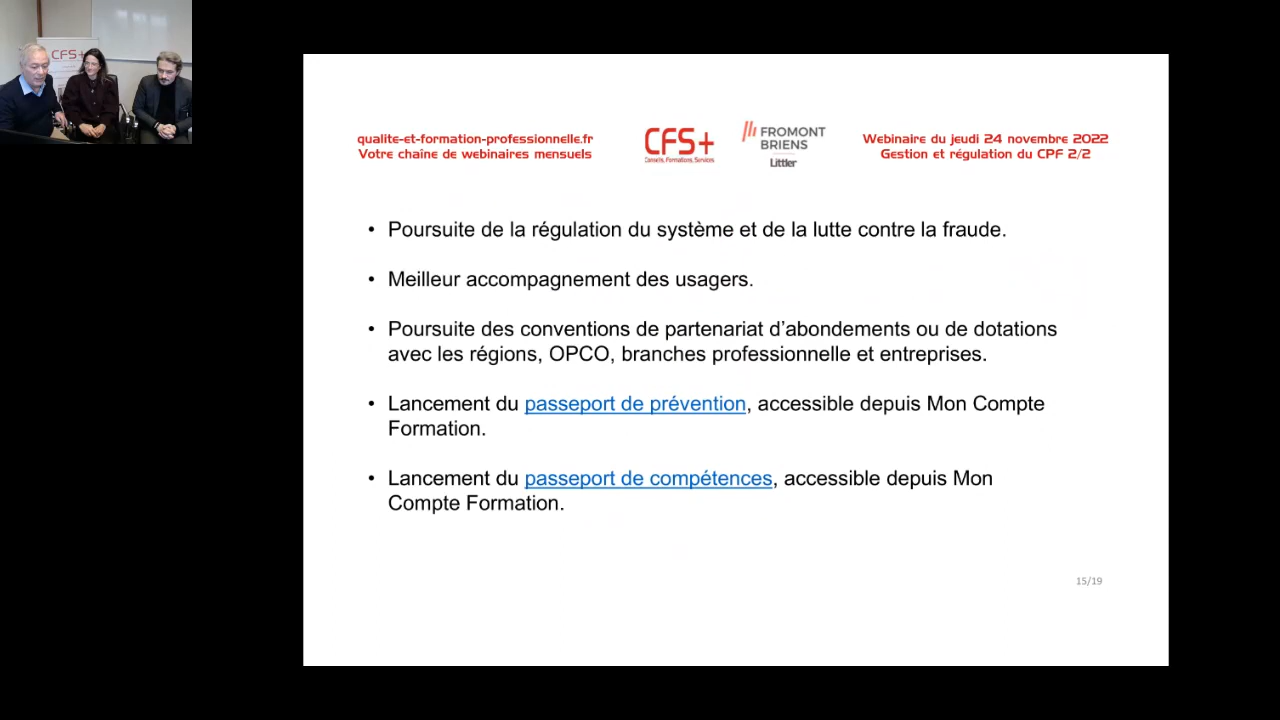 CFS+
qualite-et-formation-professionnelle.fr
Votre chaîne de webinaires mensuels
CFS+
Conseils, Formations, Services
FROMONT
BRIENS
Littler
Webinaire du jeudi 24 novembre 2022
Gestion et régulation du CPF 2/2
• Poursuite de la régulation du système et de la lutte contre la fraude.
• Meilleur accompagnement des usagers.
• Poursuite des conventions de partenariat d’abondements ou de dotations
avec les régions, OPCO, branches professionnelle et entreprises.
• Lancement du passeport de prévention, accessible depuis Mon Compte
Formation.
• Lancement du passeport de compétences, accessible depuis Mon
Compte Formation.
15/19